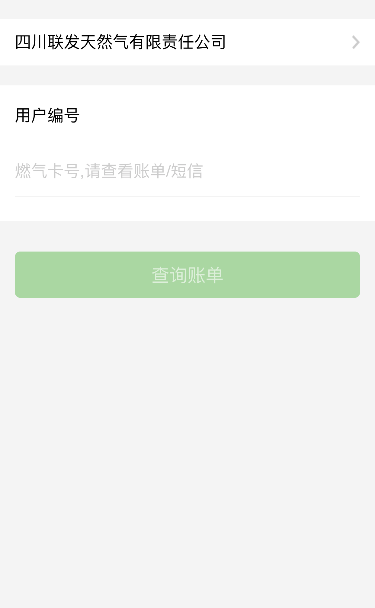 四川联发天然气有限责任公司
用户编号
燃气卡号,请查看账单/短信
查询账单